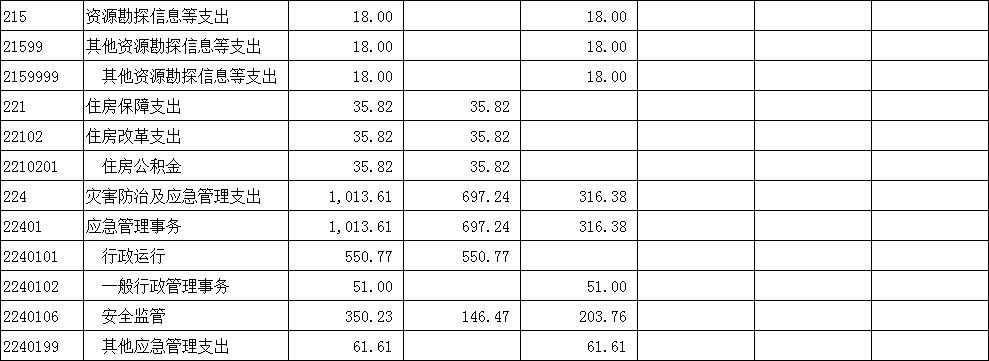 215 资源勘探信息等支出 18.00 18.00
21599 其他资源勘探信息等支出 18.00 18.00
2159999 其他资源勘探信息等支出 18.00 18.00
221 住房保障支出 35.82 35.82
22102 住房改革支出 35.82 35.82
2210201 住房公积金 35.82 35.82
224 灾害防治及应急管理支出 1,013.61 697.24 316.38
22401 应急管理事务 1,013.61 697.24 316.38
2240101 行政运行 550.77 550.77
2240102 一般行政管理事务 51.00 51.00
2240106 安全监管 350.23 146.47 203.76
2240199 其他应急管理支出 61.61 61.61